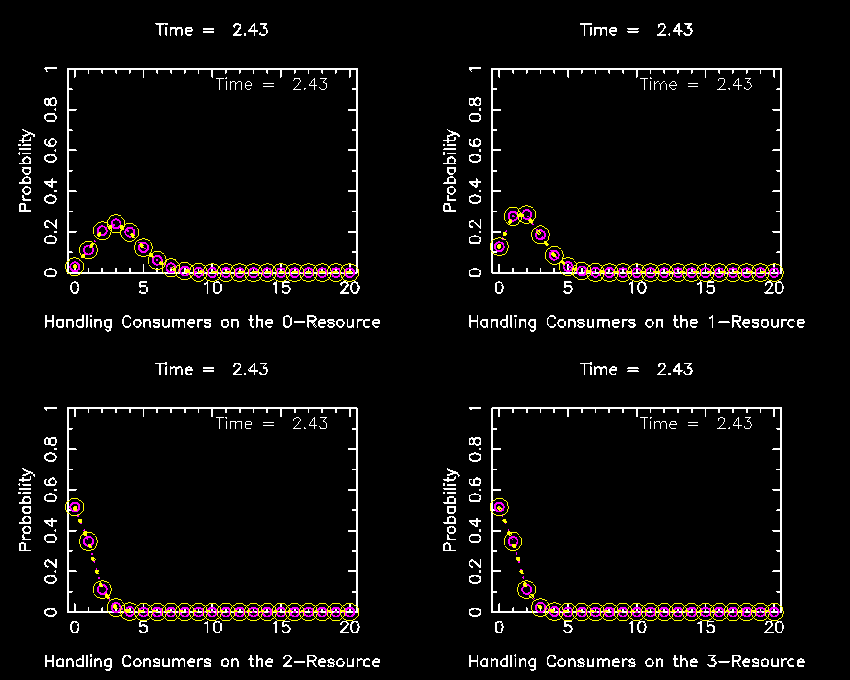 Time = 2.43
Time = 2.43
Probability
0 0.2 0.4 0.6 0.8 1
0 5 10 15 20
Handling Consumers on the 0-Resource
Time = 2.43
Time = 2.43
Probability
0 0.2 0.4 0.6 0.8 1
0 5 10 15 20
Handling Consumers on the 1-Resource
Time = 2.43
Time = 2.43
Probability
0 0.2 0.4 0.6 0.8 1
0 5 10 15 20
Handling Consumers on the 2-Resource
Time = 2.43
Time = 2.43
Probability
0 0.2 0.4 0.6 0.8 1
0 5 10 15 20
Handling Consumers on the 3-Resource